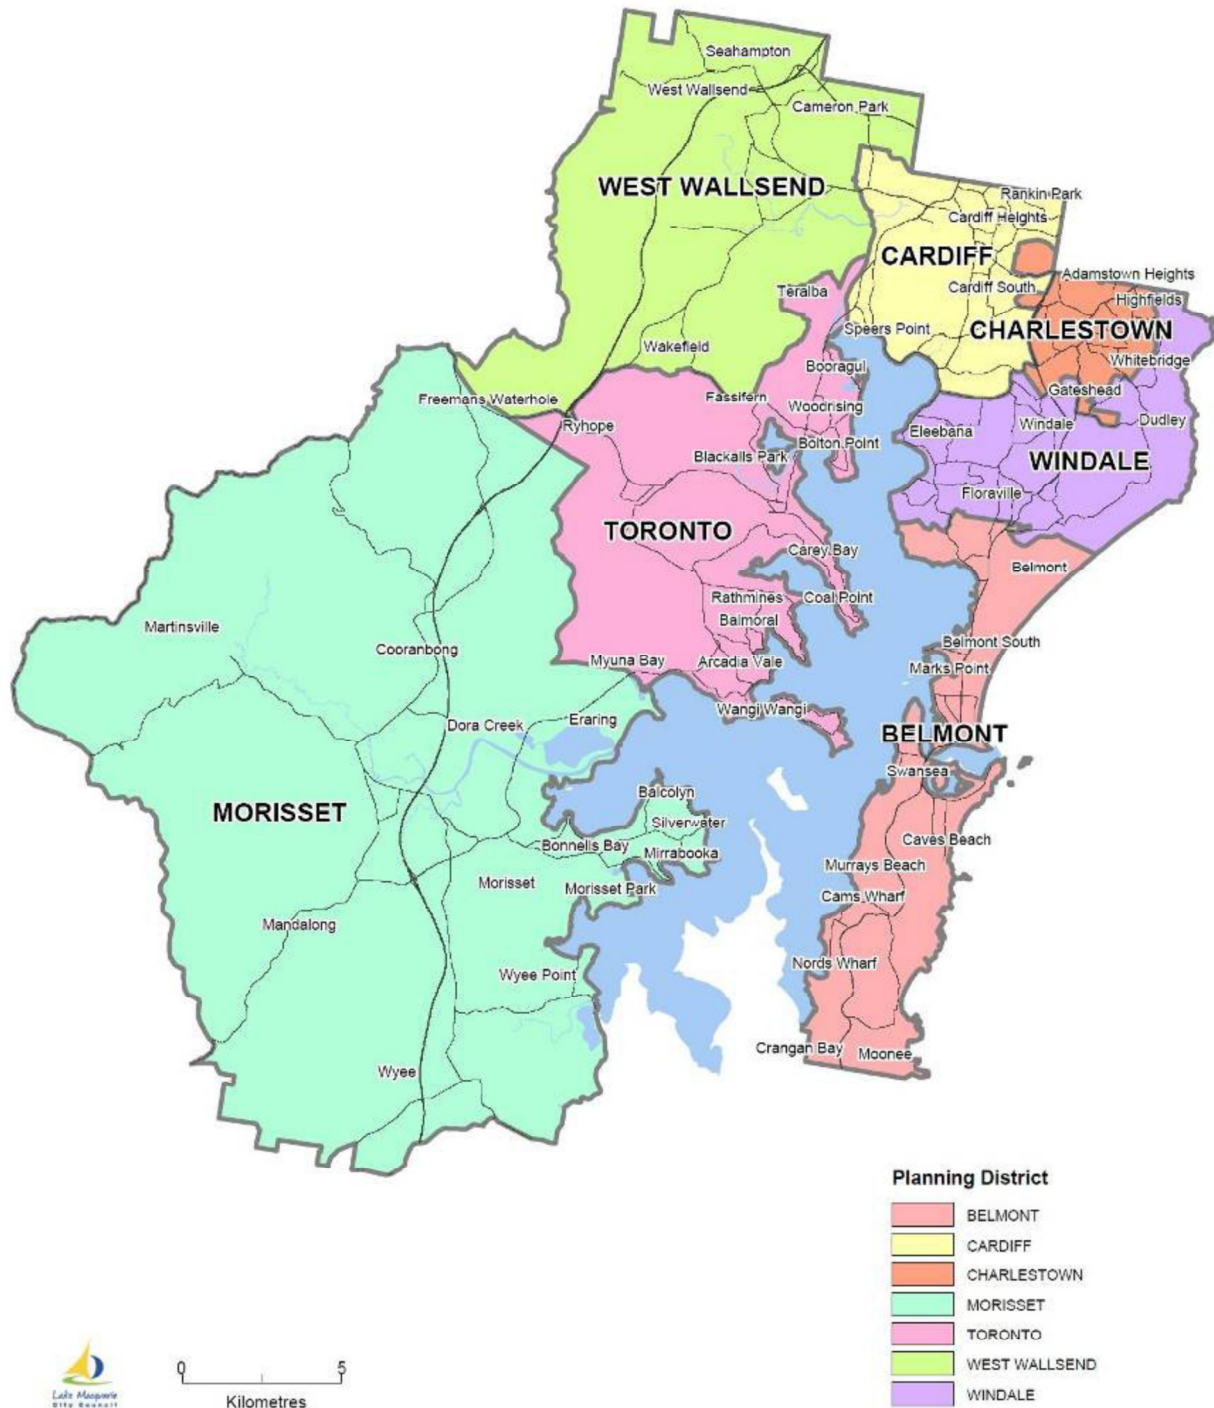 Seahampton
West Wallsend
Cameron Park
WEST WALLSEND
Rankin Park
Cardiff Heights
CARDIFF
Adamstown Heights
Cardiff South
Teralba
Highfields
Speers Point
CHARLESTOWN
Wakefield
Whitebridge
Booragul
Gateshead
Freemans Waterhole
Fassifern
Woodrising
Ryhope
Windale
Dudley
Eleebana
Bolton Point
Blackalls Park
WINDALE
Floraville
TORONTO
Carey Bay
Belmont
Rathmines
Coal Point
Balmoral
Martinsville
Belmont South
Cooranbong
Myuna Bay
Arcadia Vale
Marks Point
Wangi Wangi
Eraring
Dora Creek
BELMONT
Swansea
Balcolyn
MORISSET
Silverwater
Caves Beach
Bonnells Bay
Mirrabooka
Murrays Beach
Morisset
Morisset Park
Cams Wharf
Mandalong
Nords Wharf
Wyee Point
Crangan Bay
Moonee
Wyee
Planning District
BELMONT
CARDIFF
CHARLESTOWN
MORISSET
TORONTO
WEST WALLSEND
WINDALE
Lake Macquarie
City Council
0 5
Kilometres